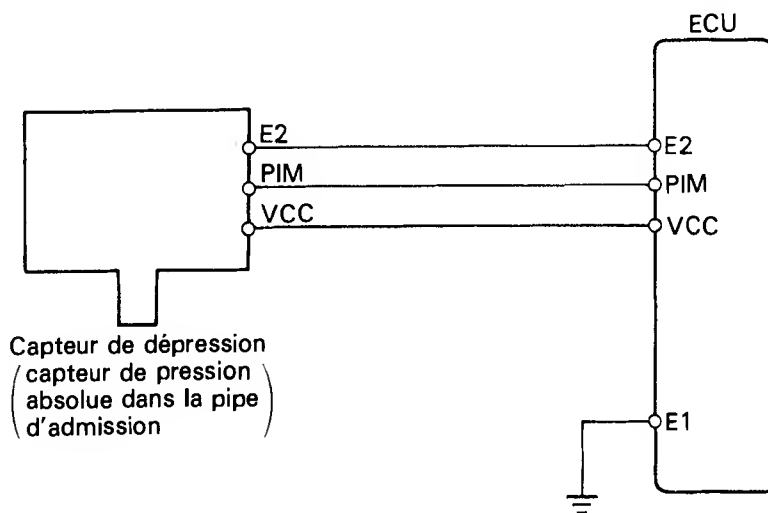 ECU
E2
E2
PIM
PIM
VCC
VCC
Capteur de dépression
(capteur de pression
absolue dans la pipe
d'admission)
E1